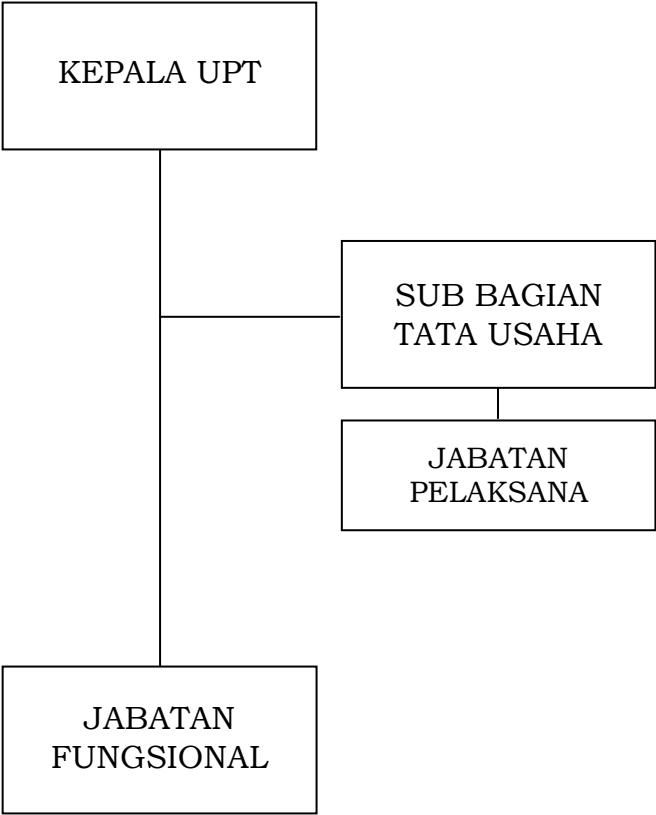 KEPALA UPT
SUB BAGIAN
TATA USAHA
JABATAN
PELAKSANA
JABATAN
FUNGSIONAL